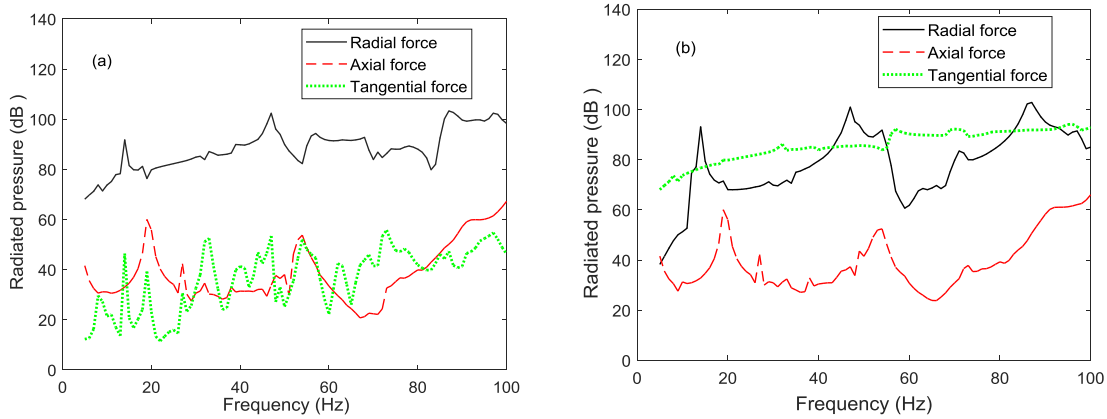 140
120
100
80
60
40
20
0
Radiated pressure (dB )
(a)
Radial force
Axial force
Tangential force
0 20 40 60 80 100
Frequency (Hz)
140
120
100
80
60
40
20
0
Radiated pressure (dB )
(b)
Radial force
Axial force
Tangential force
0 20 40 60 80 100
Frequency (Hz)